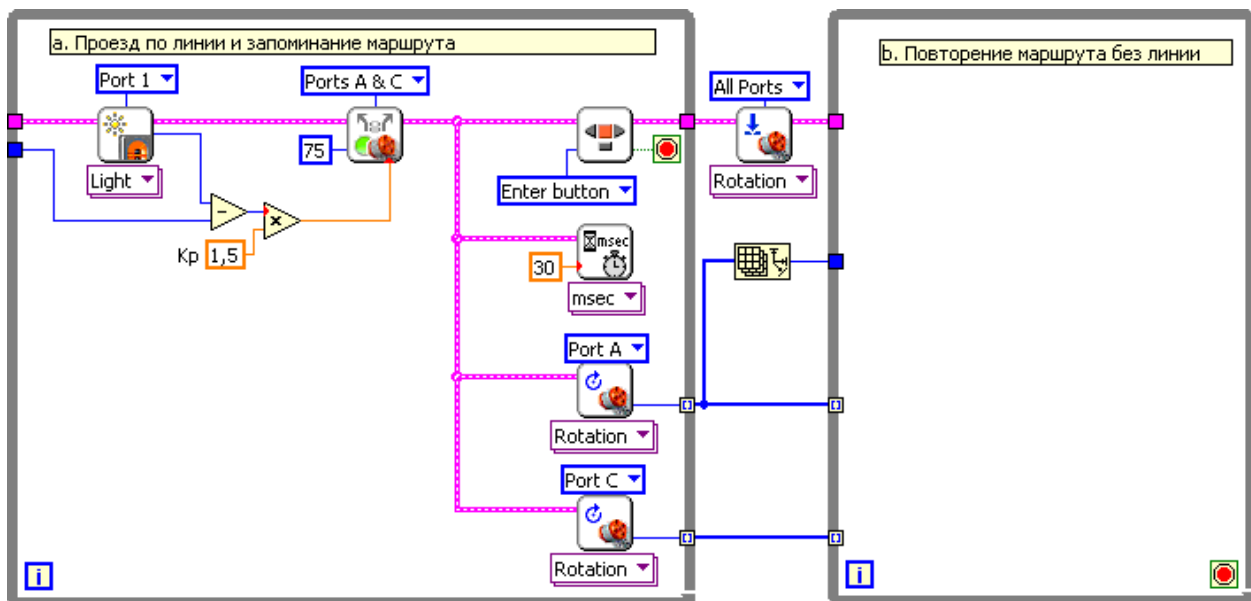 a. Проезд по линии и запоминание маршрута
b. Повторение маршрута без линии
Port 1
Ports A & C
All Ports
75
Light
Enter button
Rotation
Kp 1,5
msec
30
msec
Port A
Rotation
Port C
Rotation
i
i